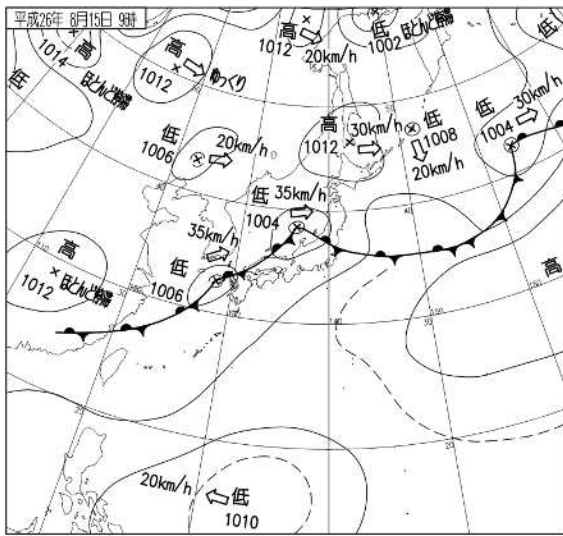 平成26年 8月15日 9時
高
1014
ほとんど停滞
低
高
1012
ゆっくり
高
1012
20km/h
低
1002
ほとんど停滞
低
低
1006
20km/h
高
1012
30km/h
低
1008
20km/h
低
1004
30km/h
低
1004
35km/h
35km/h
低
1006
高
1012
ほとんど停滞
高
20km/h
低
1010